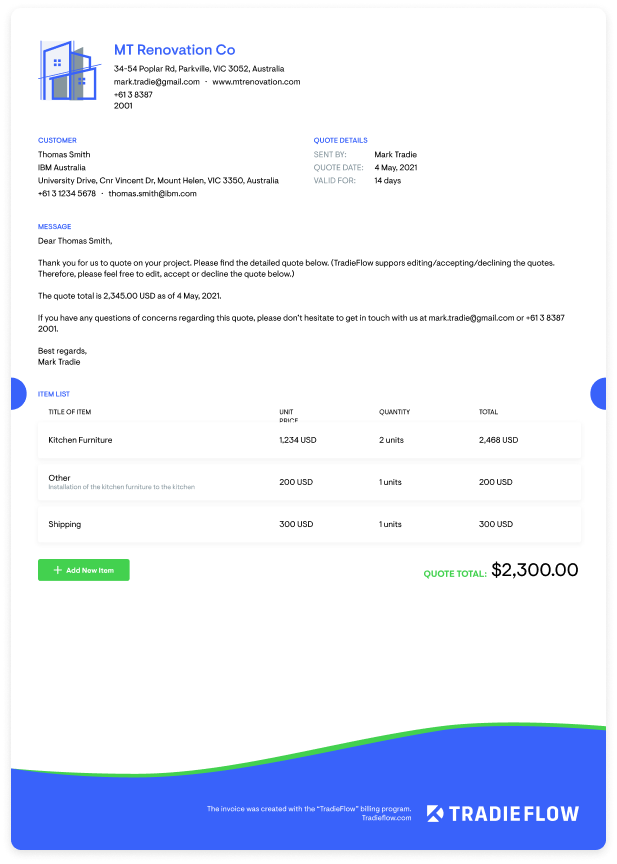 MT Renovation Co
34-54 Poplar Rd, Parkville, VIC 3052, Australia
mark.tradie@gmail.com · www.mtrenovation.com
+61 3 8387
2001
CUSTOMER
Thomas Smith
IBM Australia
University Drive, Cnr Vincent Dr, Mount Helen, VIC 3350, Australia
+61 3 1234 5678 · thomas.smith@ibm.com
QUOTE DETAILS
SENT BY: Mark Tradie
QUOTE DATE: 4 May, 2021
VALID FOR: 14 days
MESSAGE
Dear Thomas Smith,
Thank you for us to quote on your project. Please find the detailed quote below. (TradieFlow suppors editing/accepting/declining the quotes.
Therefore, please feel free to edit, accept or decline the quote below.)
The quote total is 2,345.00 USD as of 4 May, 2021.
If you have any questions of concerns regarding this quote, please don't hesitate to get in touch with us at mark.tradie@gmail.com or +61 3 8387
2001.
Best regards,
Mark Tradie
ITEM LIST
TITLE OF ITEM UNIT PRICE QUANTITY TOTAL
Kitchen Furniture 1,234 USD 2 units 2,468 USD
Other 200 USD 1 units 200 USD
Installation of the kitchen furniture to the kitchen
Shipping 300 USD 1 units 300 USD
+ Add New Item
QUOTE TOTAL: $2,300.00
The invoice was created with the "TradieFlow" billing program.
Tradieflow.com
TRADIEFLOW